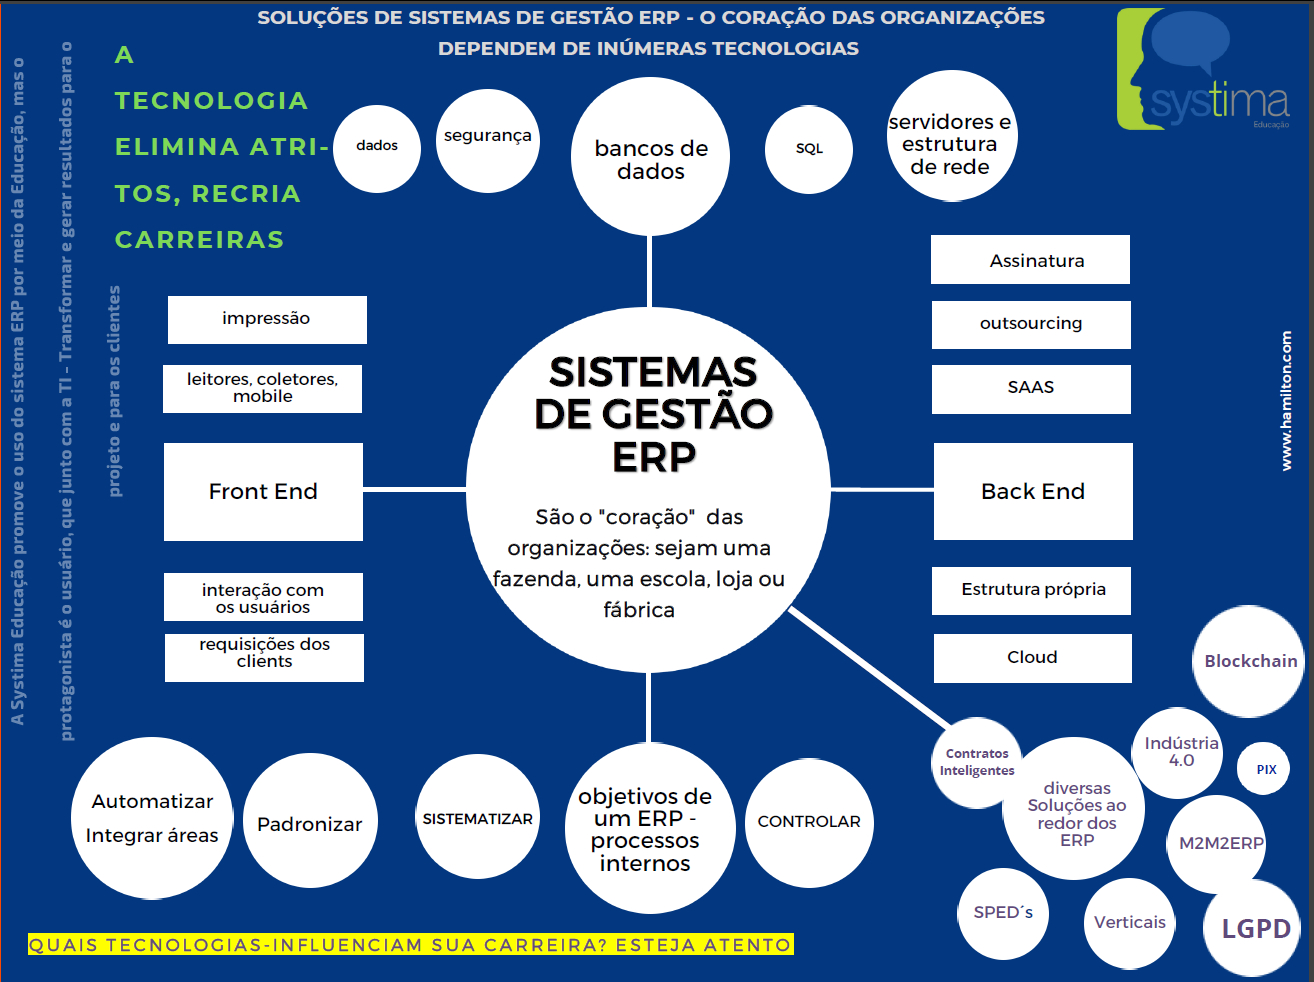 SOLUÇÕES DE SISTEMAS DE GESTÃO ERP - O CORAÇÃO DAS ORGANIZAÇÕES
DEPENDEM DE INÚMERAS TECNOLOGIAS
A
TECNOLOGIA
ELIMINA ATRI-
TOS, RECRIA
CARREIRAS
A Systima Educação promove o uso do sistema ERP por meio da Educação, mas o
protagonista é o usuário, que junto com a TI - Transformar e gerar resultados para o
projeto e para os clientes
dados
segurança
bancos de
dados
SQL
servidores e
estrutura
de rede
systima
Educação
impressão
leitores, coletores,
mobile
Front End
interação com
os usuários
requisições dos
clients
SISTEMAS
DE GESTÃO
ERP
São o "coração" das
organizações: sejam uma
fazenda, uma escola, loja ou
fábrica
Assinatura
outsourcing
SAAS
Back End
Estrutura própria
Cloud
www.hamilton.com
Automatizar
Integrar áreas
Padronizar
SISTEMATIZAR
objetivos de
um ERP -
processos
internos
CONTROLAR
Contratos
Inteligentes
diversas
Soluções ao
redor dos
ERP
Blockchain
Indústria
4.0
PIX
M2M2ERP
SPED´s
Verticais
LGPD
QUAIS TECNOLOGIAS-INFLUENCIAM SUA CARREIRA? ESTEJA ATENTO